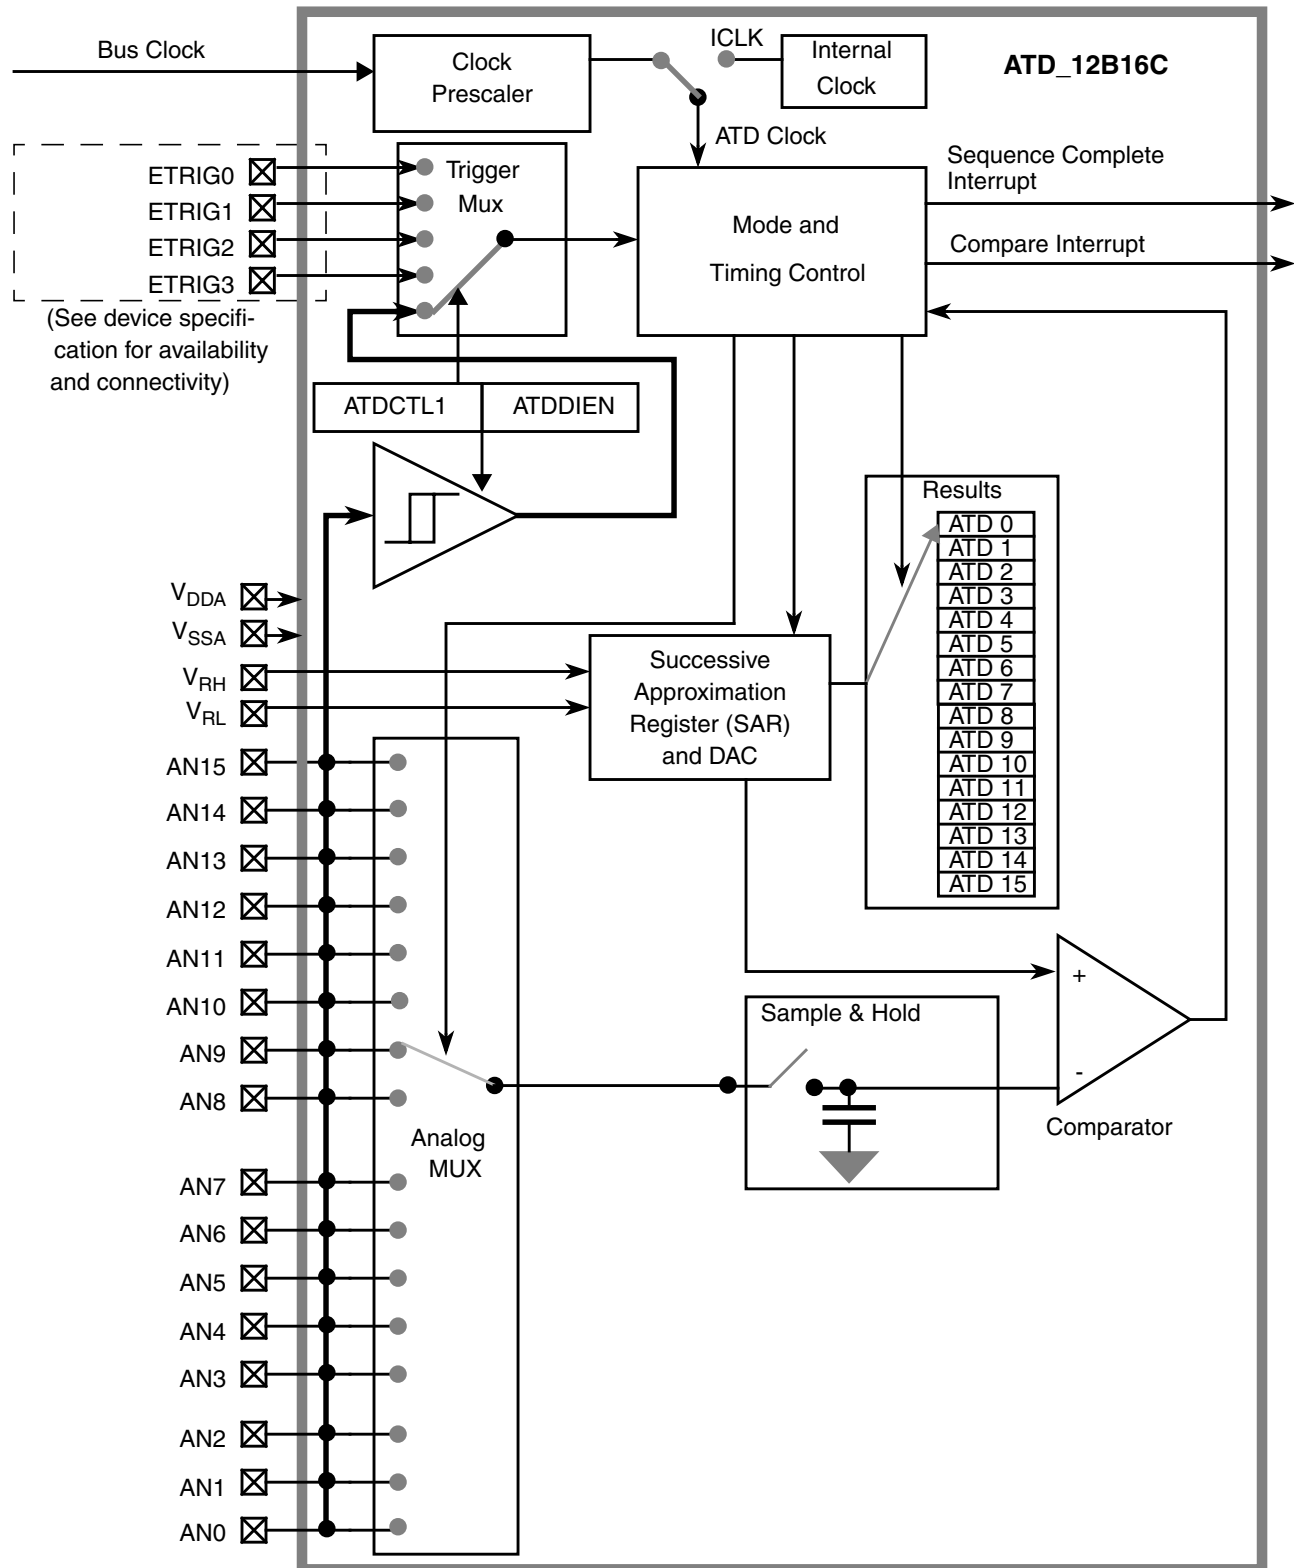 Bus Clock
Clock
Prescaler
ICLK
Internal
Clock
ATD_12B16C
ATD Clock
ETRIG0
ETRIG1
ETRIG2
ETRIG3
(See device specifi-
cation for availability
and connectivity)
Trigger
Mux
Mode and
Timing Control
Sequence Complete
Interrupt
Compare Interrupt
ATDCTL1
ATDDIEN
Results
ATD 0
ATD 1
ATD 2
ATD 3
ATD 4
ATD 5
ATD 6
ATD 7
ATD 8
ATD 9
ATD 10
ATD 11
ATD 12
ATD 13
ATD 14
ATD 15
VDDA
VSSA
VRH
VRL
Successive
Approximation
Register (SAR)
and DAC
AN15
AN14
AN13
AN12
AN11
AN10
AN9
AN8
AN7
AN6
AN5
AN4
AN3
AN2
AN1
AN0
Analog
MUX
Sample & Hold
+
-
Comparator